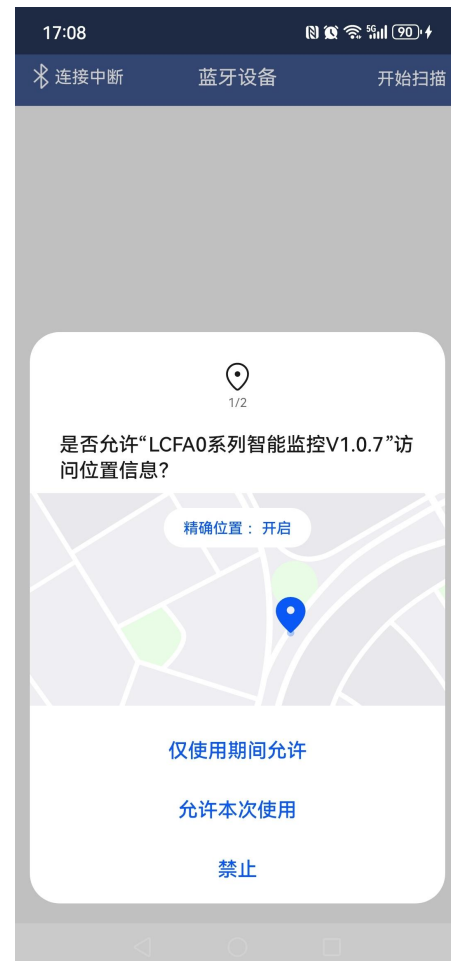 17:08
5G
90
连接中断
蓝牙设备
开始扫描
1/2
是否允许“LCFA0系列智能监控V1.0.7”访
问位置信息?
精确位置：开启
仅使用期间允许
允许本次使用
禁止